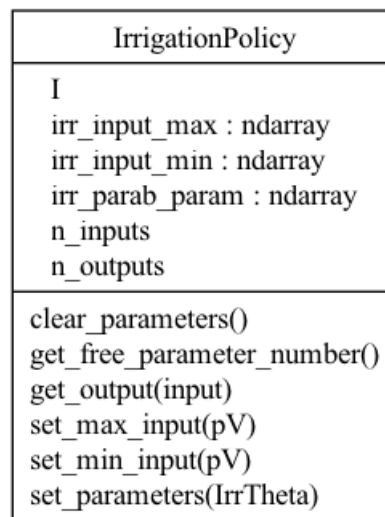 IrrigationPolicy
I
irr_input_max : ndarray
irr_input_min : ndarray
irr_parab_param : ndarray
n_inputs
n_outputs
clear_parameters()
get_free_parameter_number()
get_output(input)
set_max_input(pV)
set_min_input(pV)
set_parameters(IrrTheta)